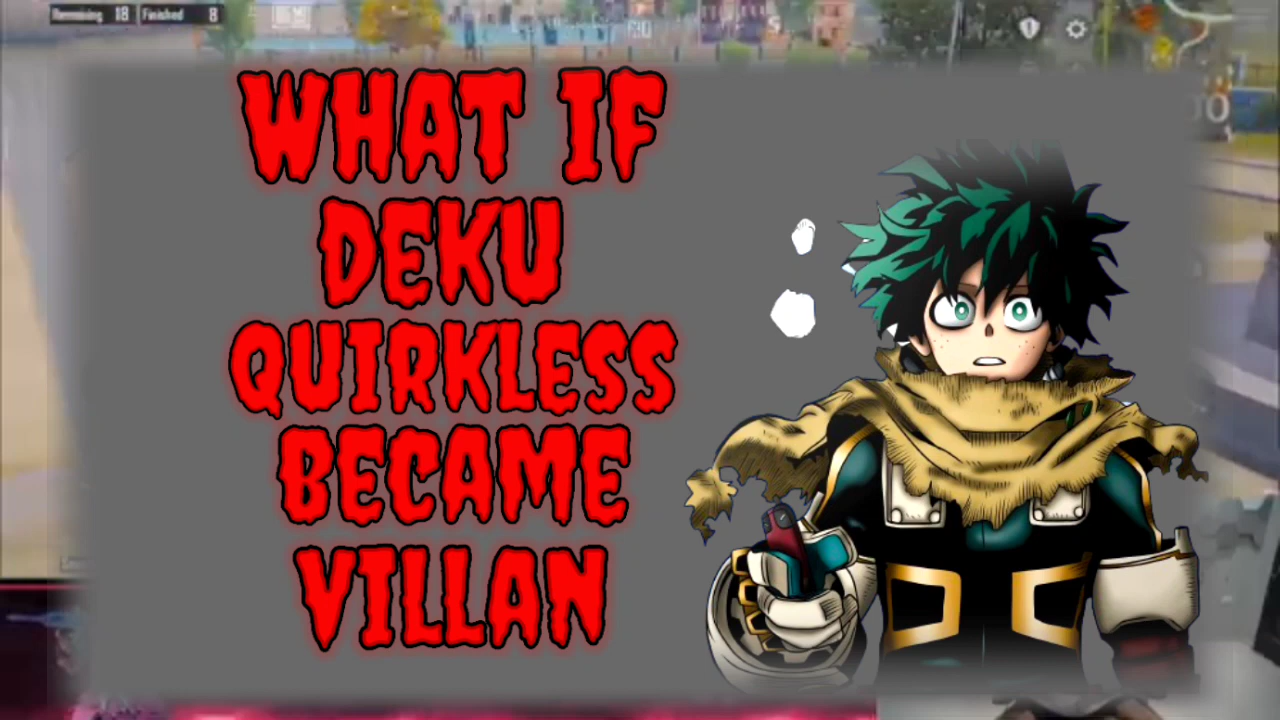 Remaining 18 Finished 8
WHAT IF
DEKU
QUIRKLESS
BECAME
VILLAN